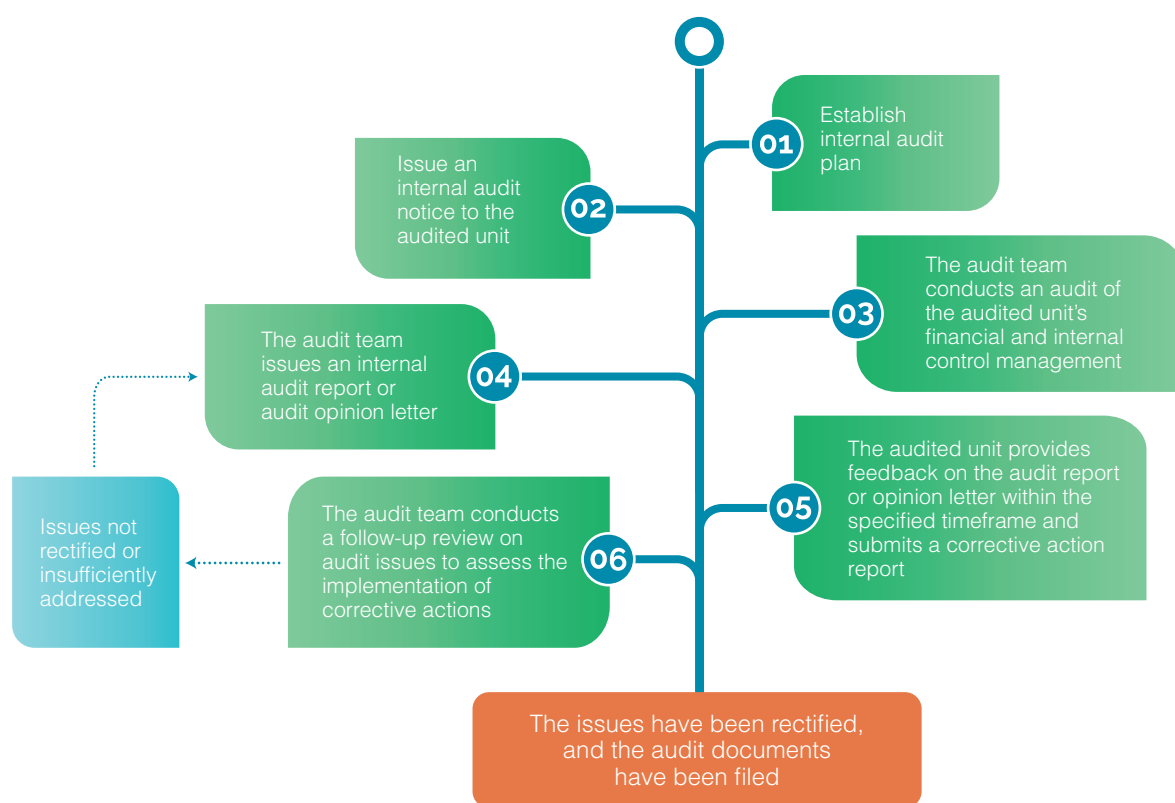 01
Establish
internal audit
plan
Issue an
internal audit
notice to the
audited unit
02
03
The audit team
conducts an audit of
the audited unit's
financial and internal
control management
The audit team
issues an internal
audit report or
audit opinion letter
04
05
The audited unit provides
feedback on the audit report
or opinion letter within the
specified timeframe and
submits a corrective action
report
The audit team conducts
a follow-up review on
audit issues to assess the
implementation of
corrective actions
06
Issues not
rectified or
insufficiently
addressed
The issues have been rectified,
and the audit documents
have been filed